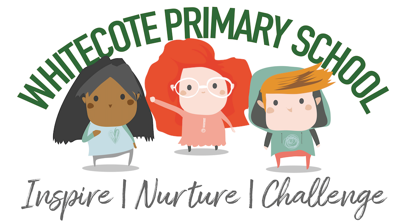 WHITECOTE PRIMARY SCHOOL
Inspire | Nurture | Challenge